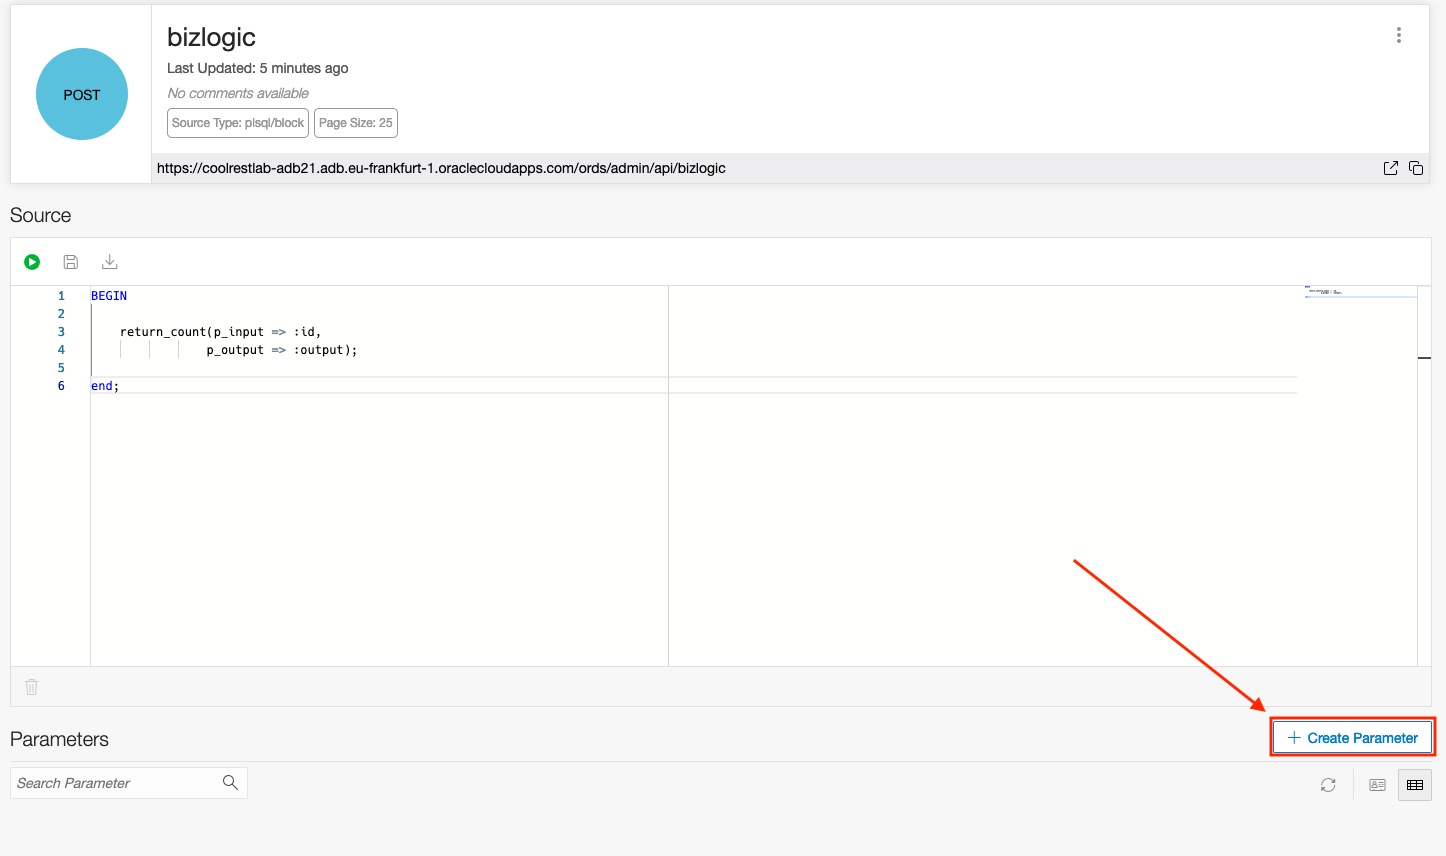 POST
bizlogic
Last Updated: 5 minutes ago
No comments available
Source Type: plsql/block Page Size: 25
https://coolrestlab-adb21.adb.eu-frankfurt-1.oraclecloudapps.com/ords/admin/api/bizlogic
Source
1 BEGIN
2
3 return_count(p_input => :id,
4 p_output => :output);
5
6 end;
Parameters
+ Create Parameter
Search Parameter